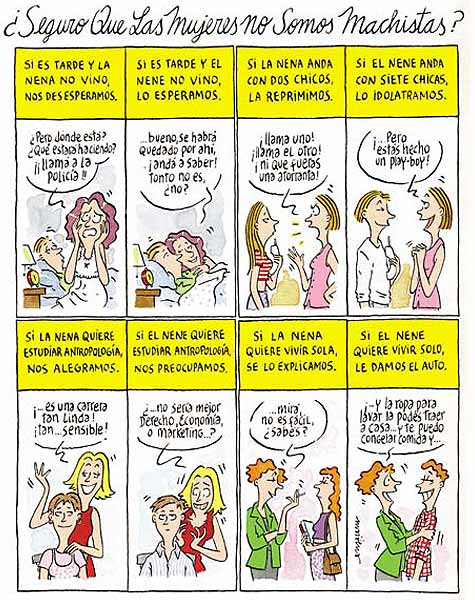 ¿Seguro Que Las Mujeres no Somos Machistas?
SI ES TARDE Y LA
NENA NO VINO,
NOS DESESPERAMOS.
¿Pero dónde está?
¿Qué estará haciendo?
¡¡llamá a la
policía!!
SI ES TARDE Y EL
NENE NO VINO,
LO ESPERAMOS.
...bueno, se habrá
quedado por ahí,
¡andá a saber!
Tonto no es,
¿no?
SI LA NENA ANDA
CON DOS CHICOS,
LA REPRIMIMOS.
¡llama uno!
¡llama el otro!
¡ni que fueras
una atorranta!
SI EL NENE ANDA
CON SIETE CHICAS,
LO IDOLATRAMOS.
¡...Pero
estás hecho
un play-boy!
SI LA NENA QUIERE
ESTUDIAR ANTROPOLOGÍA,
NOS ALEGRAMOS.
¡...es una carrera
tan linda!
¡tan...sensible!
SI EL NENE QUIERE
ESTUDIAR ANTROPOLOGÍA,
NOS PREOCUPAMOS.
¿...no sería mejor
Derecho, Economía,
o Marketing...?
SI LA NENA
QUIERE VIVIR SOLA,
SE LO EXPLICAMOS.
...mirá,
no es fácil,
¿sabés?
SI EL NENE
QUIERE VIVIR SOLO,
LE DAMOS EL AUTO.
...y la ropa para
lavar la podés traer
a casa...y te puedo
congelar comida y...